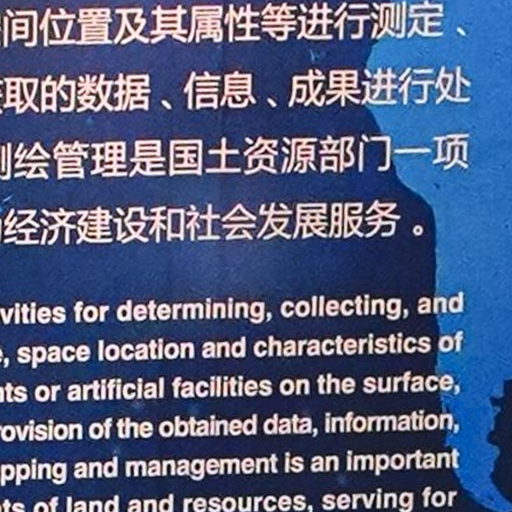 间位置及其属性等进行测定、
取的数据、信息、成果进行处
绘管理是国土资源部门一项
经济建设和社会发展服务。
vities for determining, collecting, and
, space location and characteristics of
nts or artificial facilities on the surface,
rovision of the obtained data, information,
pping and management is an important
nts of land and resources, serving for